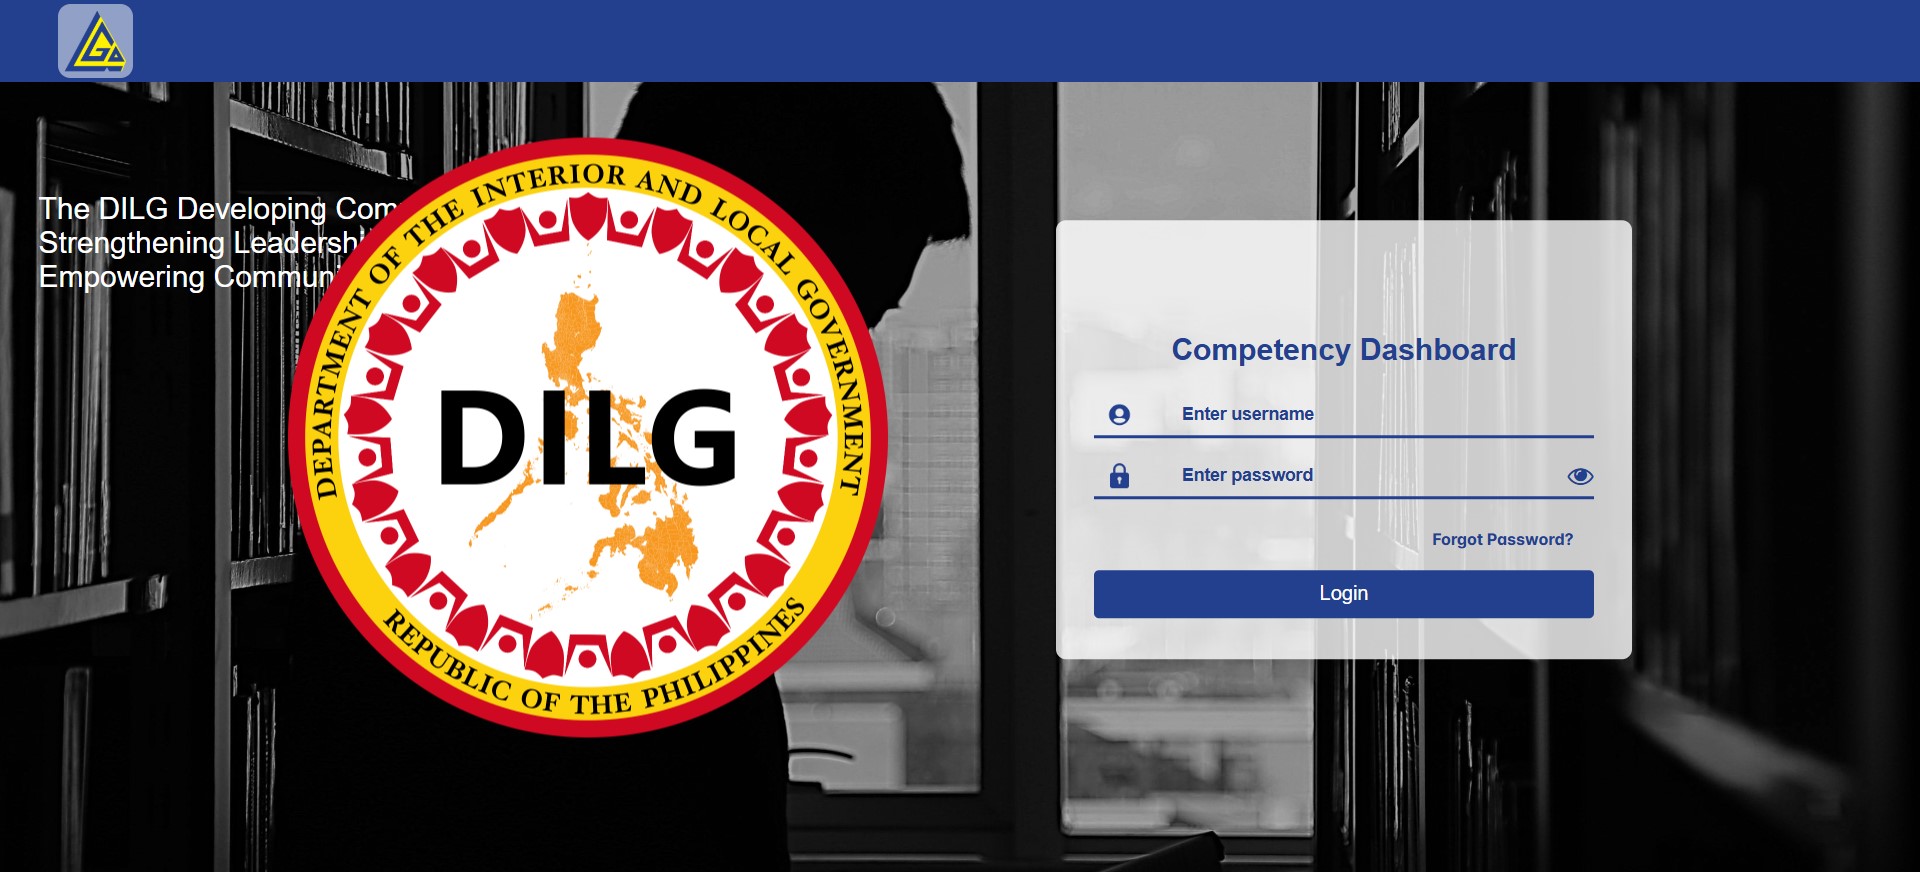 The DILG Developing Com
Strengthening Leadersh
Empowering Commun
DEPARTMENT OF THE INTERIOR AND LOCAL GOVERNMENT
DILG
REPUBLIC OF THE PHILIPPINES
Competency Dashboard
Enter username
Enter password
Forgot Password?
Login